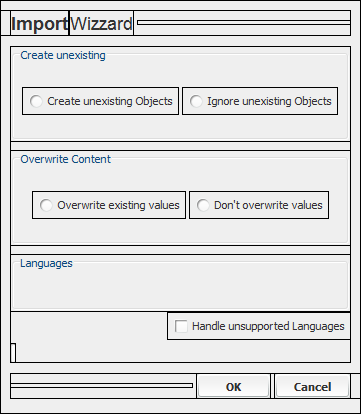 Import Wizzard
Create unexisting
Create unexisting Objects Ignore unexisting Objects
Overwrite Content
Overwrite existing values Don't overwrite values
Languages
Handle unsupported Languages
OK Cancel